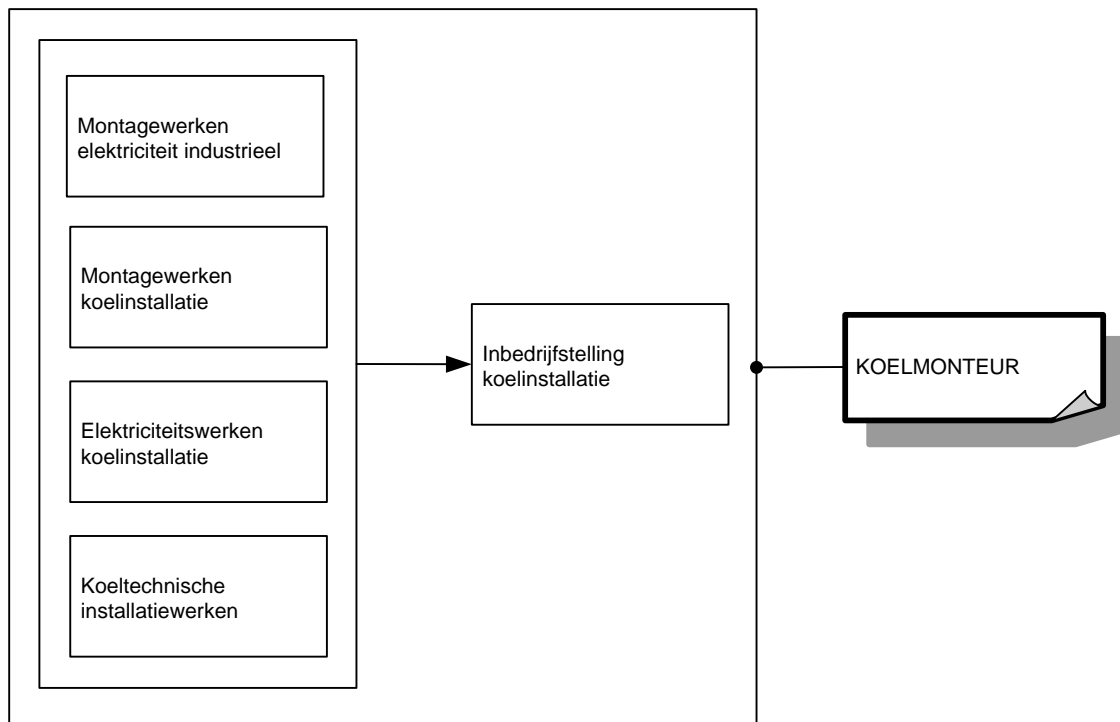 Montagewerken
elektriciteit industrieel
Montagewerken
koelinstallatie
Elektriciteitswerken
koelinstallatie
Koeltechnische
installatiewerken
Inbedrijfstelling
koelinstallatie
KOELMONTEUR